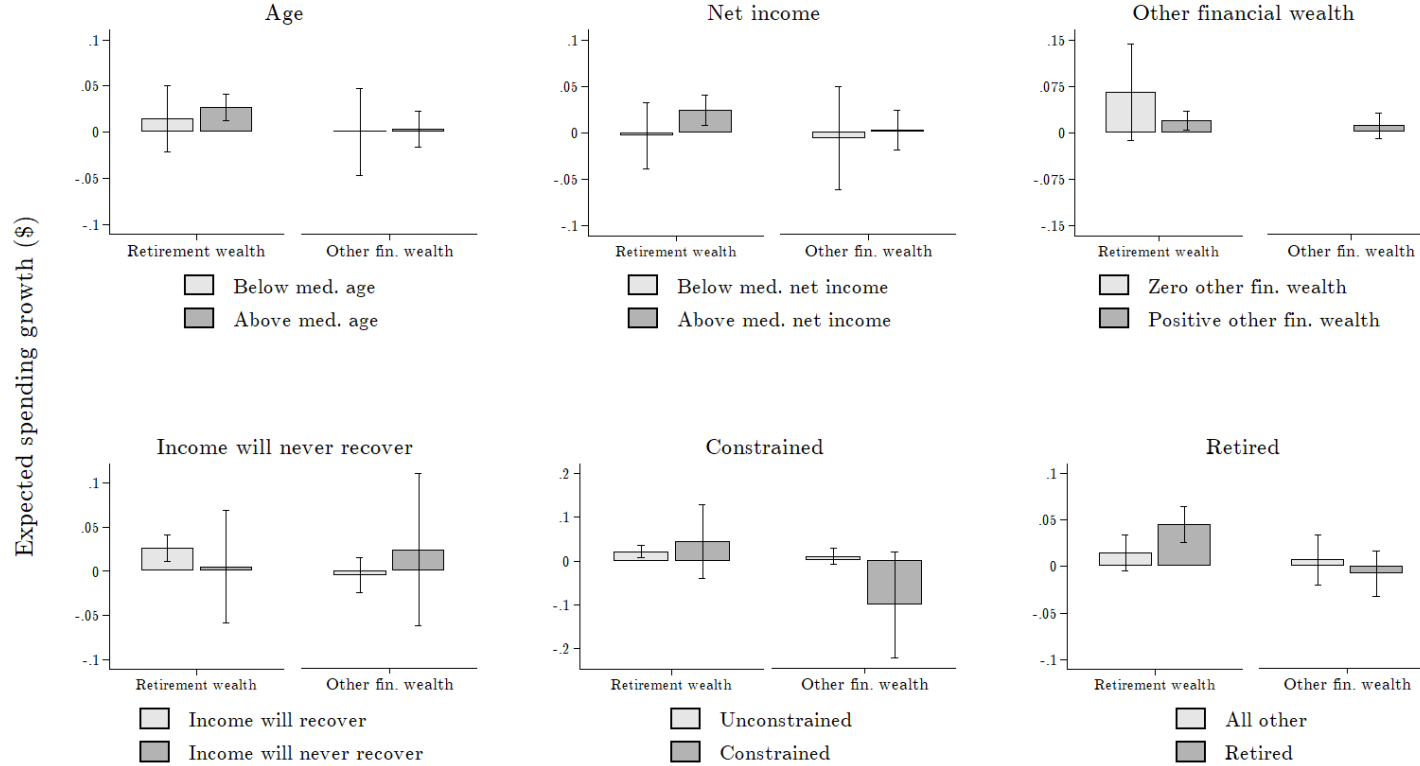 Age
Net income
Other financial wealth
Expected spending growth ($)
.1
.05
0
-.05
-.1
Retirement wealth
Other fin. wealth
Below med. age
Above med. age
.1
.05
0
-.05
-.1
Retirement wealth
Other fin. wealth
Below med. net income
Above med. net income
.15
.075
0
-.075
-.15
Retirement wealth
Other fin. wealth
Zero other fin. wealth
Positive other fin. wealth
Income will never recover
.1
.05
0
-.05
-.1
Retirement wealth
Other fin. wealth
Income will recover
Income will never recover
Constrained
.2
.1
0
-.1
-.2
Retirement wealth
Other fin. wealth
Unconstrained
Constrained
Retired
.1
.05
0
-.05
-.1
Retirement wealth
Other fin. wealth
All other
Retired